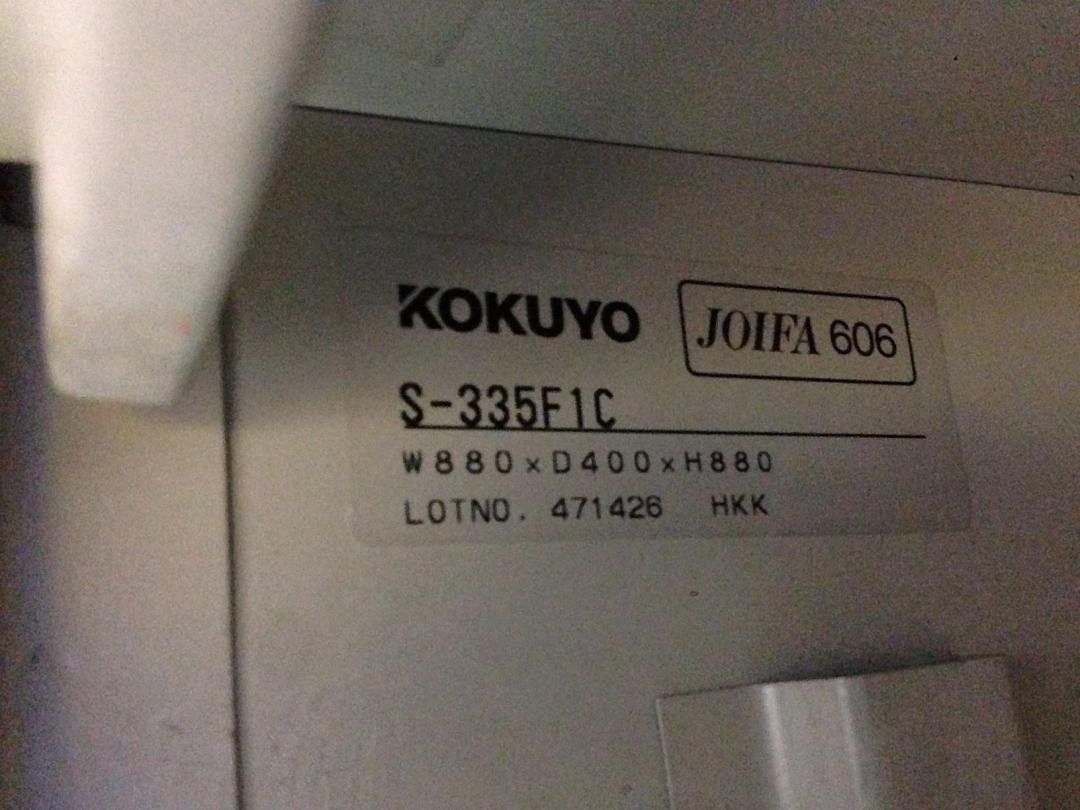 KOKUYO JOIFA 606
S-335F1C
W880×D400×H880
LOTNO. 471426 HKK